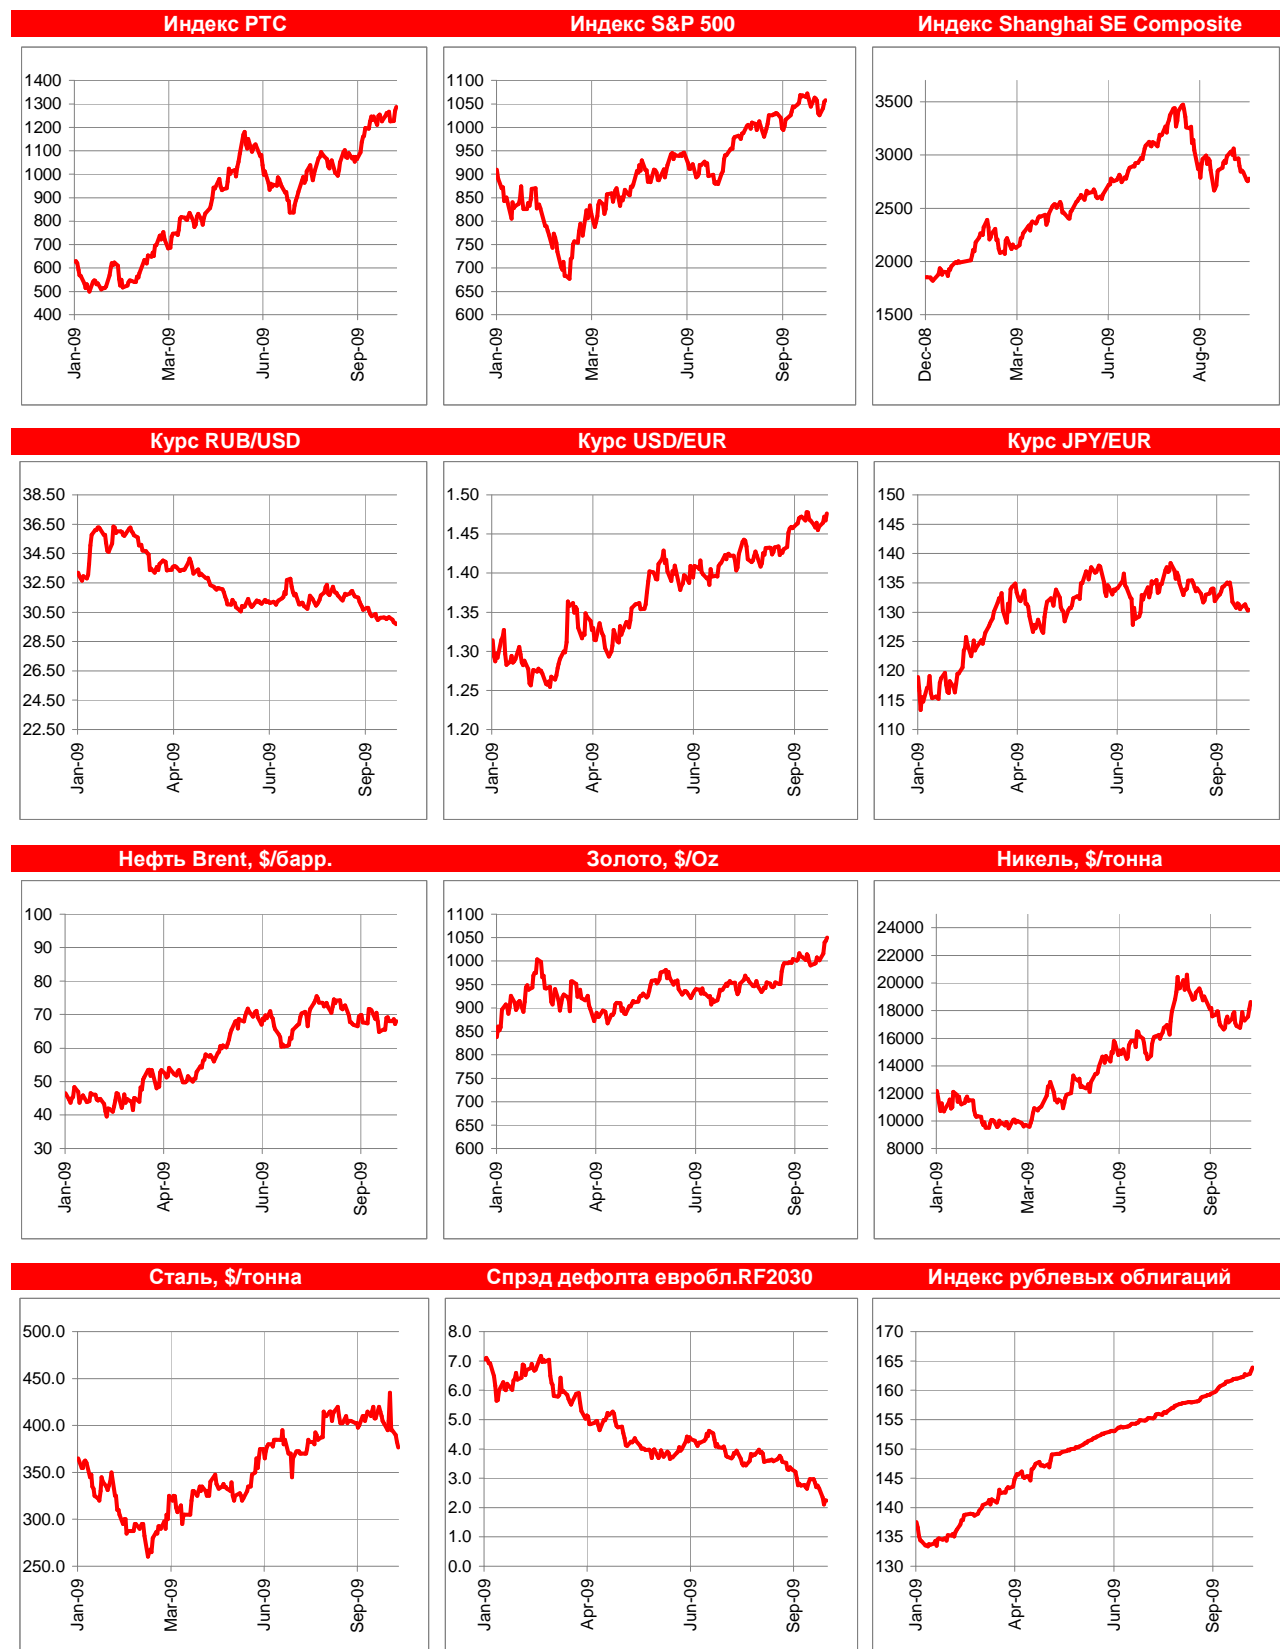 Индекс РТС
1400
1300
1200
1100
1000
900
800
700
600
500
400
Jan-09
Mar-09
Jun-09
Sep-09
Индекс S&P 500
1100
1050
1000
950
900
850
800
750
700
650
600
Jan-09
Mar-09
Jun-09
Sep-09
Индекс Shanghai SE Composite
3500
3000
2500
2000
1500
Dec-08
Mar-09
Jun-09
Aug-09
Курс RUB/USD
38.50
36.50
34.50
32.50
30.50
28.50
26.50
24.50
22.50
Jan-09
Apr-09
Jun-09
Sep-09
Курс USD/EUR
1.50
1.45
1.40
1.35
1.30
1.25
1.20
Jan-09
Apr-09
Jun-09
Sep-09
Курс JPY/EUR
150
145
140
135
130
125
120
115
110
Jan-09
Apr-09
Jun-09
Sep-09
Нефть Brent, $/барр.
100
90
80
70
60
50
40
30
Jan-09
Apr-09
Jun-09
Sep-09
Золото, $/Oz
1100
1050
1000
950
900
850
800
750
700
650
600
Jan-09
Apr-09
Jun-09
Sep-09
Никель, $/тонна
24000
22000
20000
18000
16000
14000
12000
10000
8000
Jan-09
Mar-09
Jun-09
Sep-09
Сталь, $/тонна
500.0
450.0
400.0
350.0
300.0
250.0
Jan-09
Mar-09
Jun-09
Sep-09
Спрэд дефолта евробл.RF2030
8.0
7.0
6.0
5.0
4.0
3.0
2.0
1.0
0.0
Jan-09
Apr-09
Jun-09
Sep-09
Индекс рублевых облигаций
170
165
160
155
150
145
140
135
130
Jan-09
Apr-09
Jun-09
Sep-09